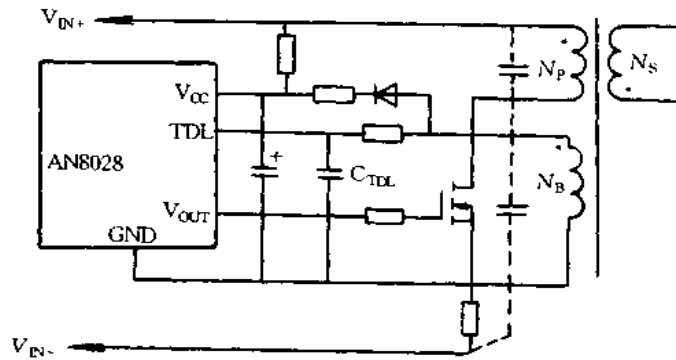 V_IN+
V_CC
TDL
AN8028
V_OUT
GND
C_TDL
N_P
N_S
N_B
V_IN-